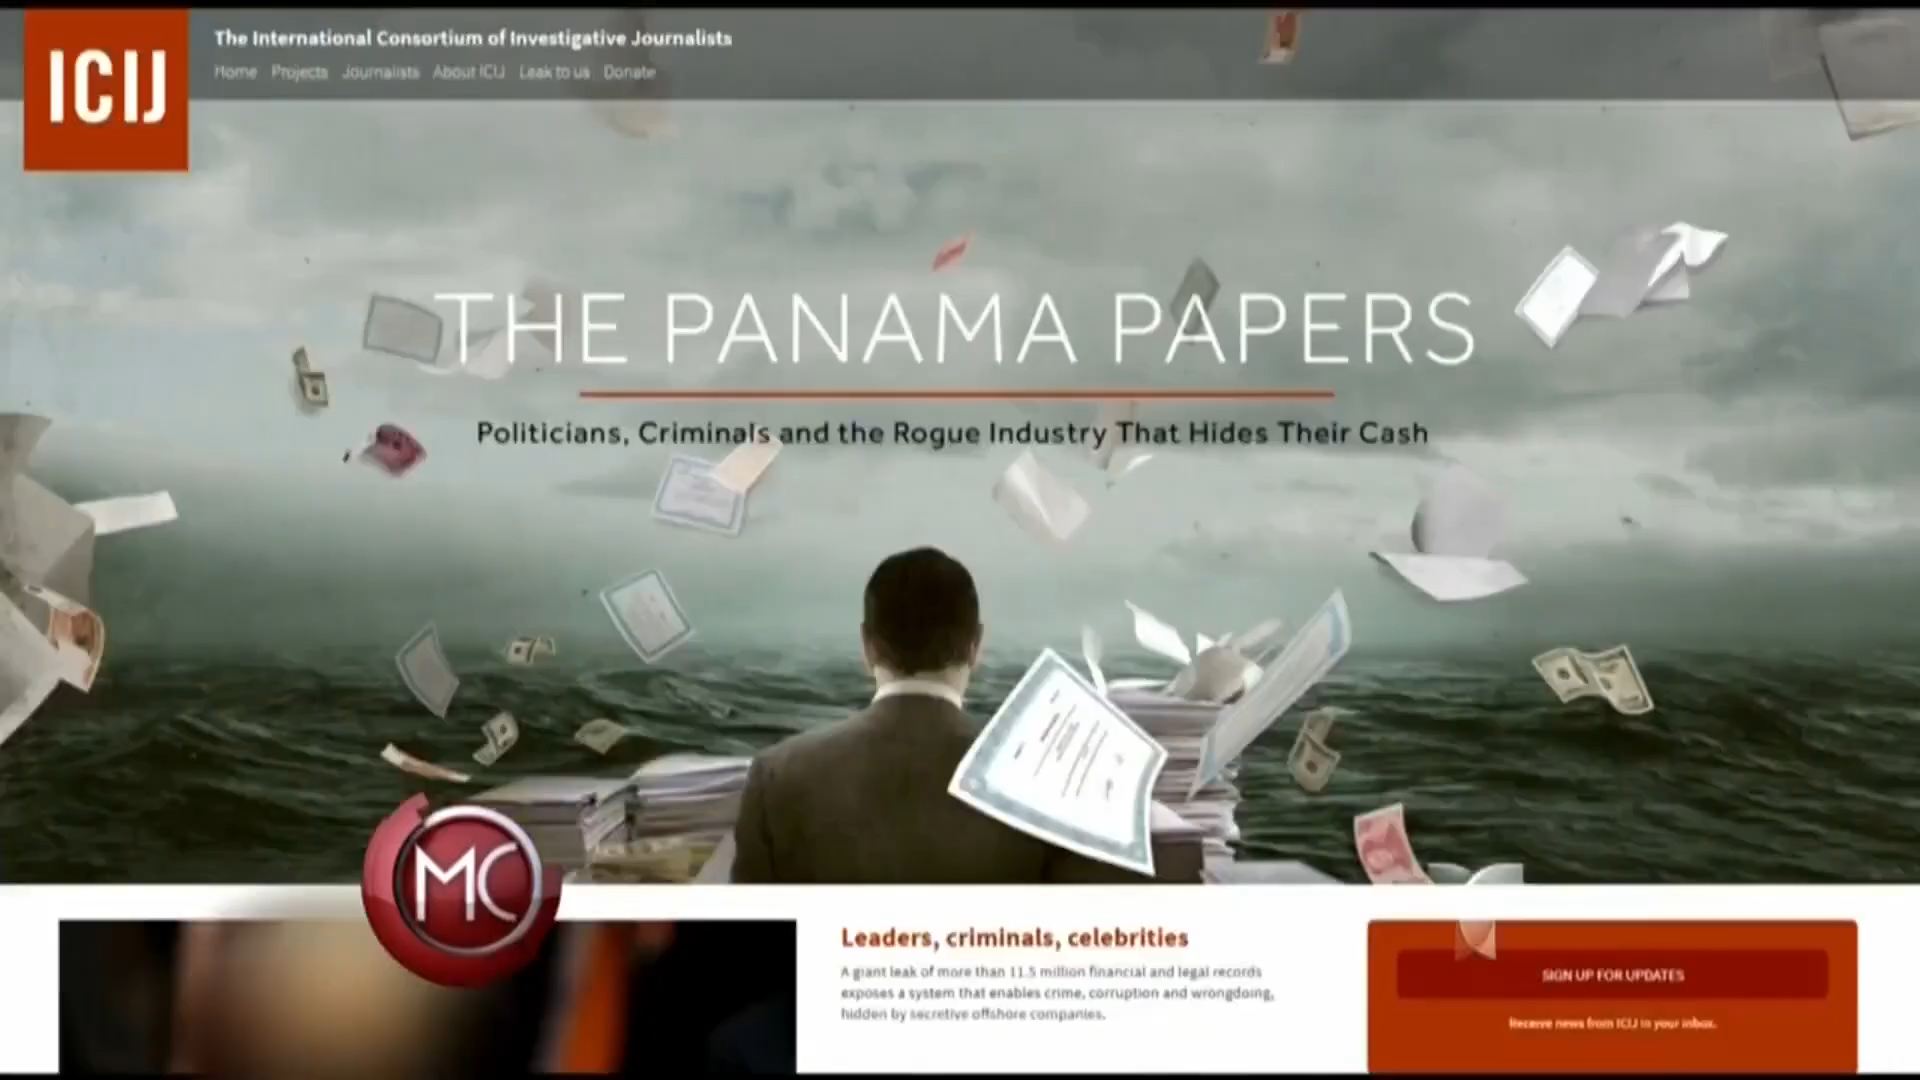 ICIJ
The International Consortium of Investigative Journalists
Home Projects Journalists About ICIJ Leak to us Donate
THE PANAMA PAPERS
Politicians, Criminals and the Rogue Industry That Hides Their Cash
MC
Leaders, criminals, celebrities
A giant leak of more than 11.5 million financial and legal records
exposes a system that enables crime, corruption and wrongdoing,
hidden by secretive offshore companies.
SIGN UP FOR UPDATES
Receive news from ICIJ in your inbox.